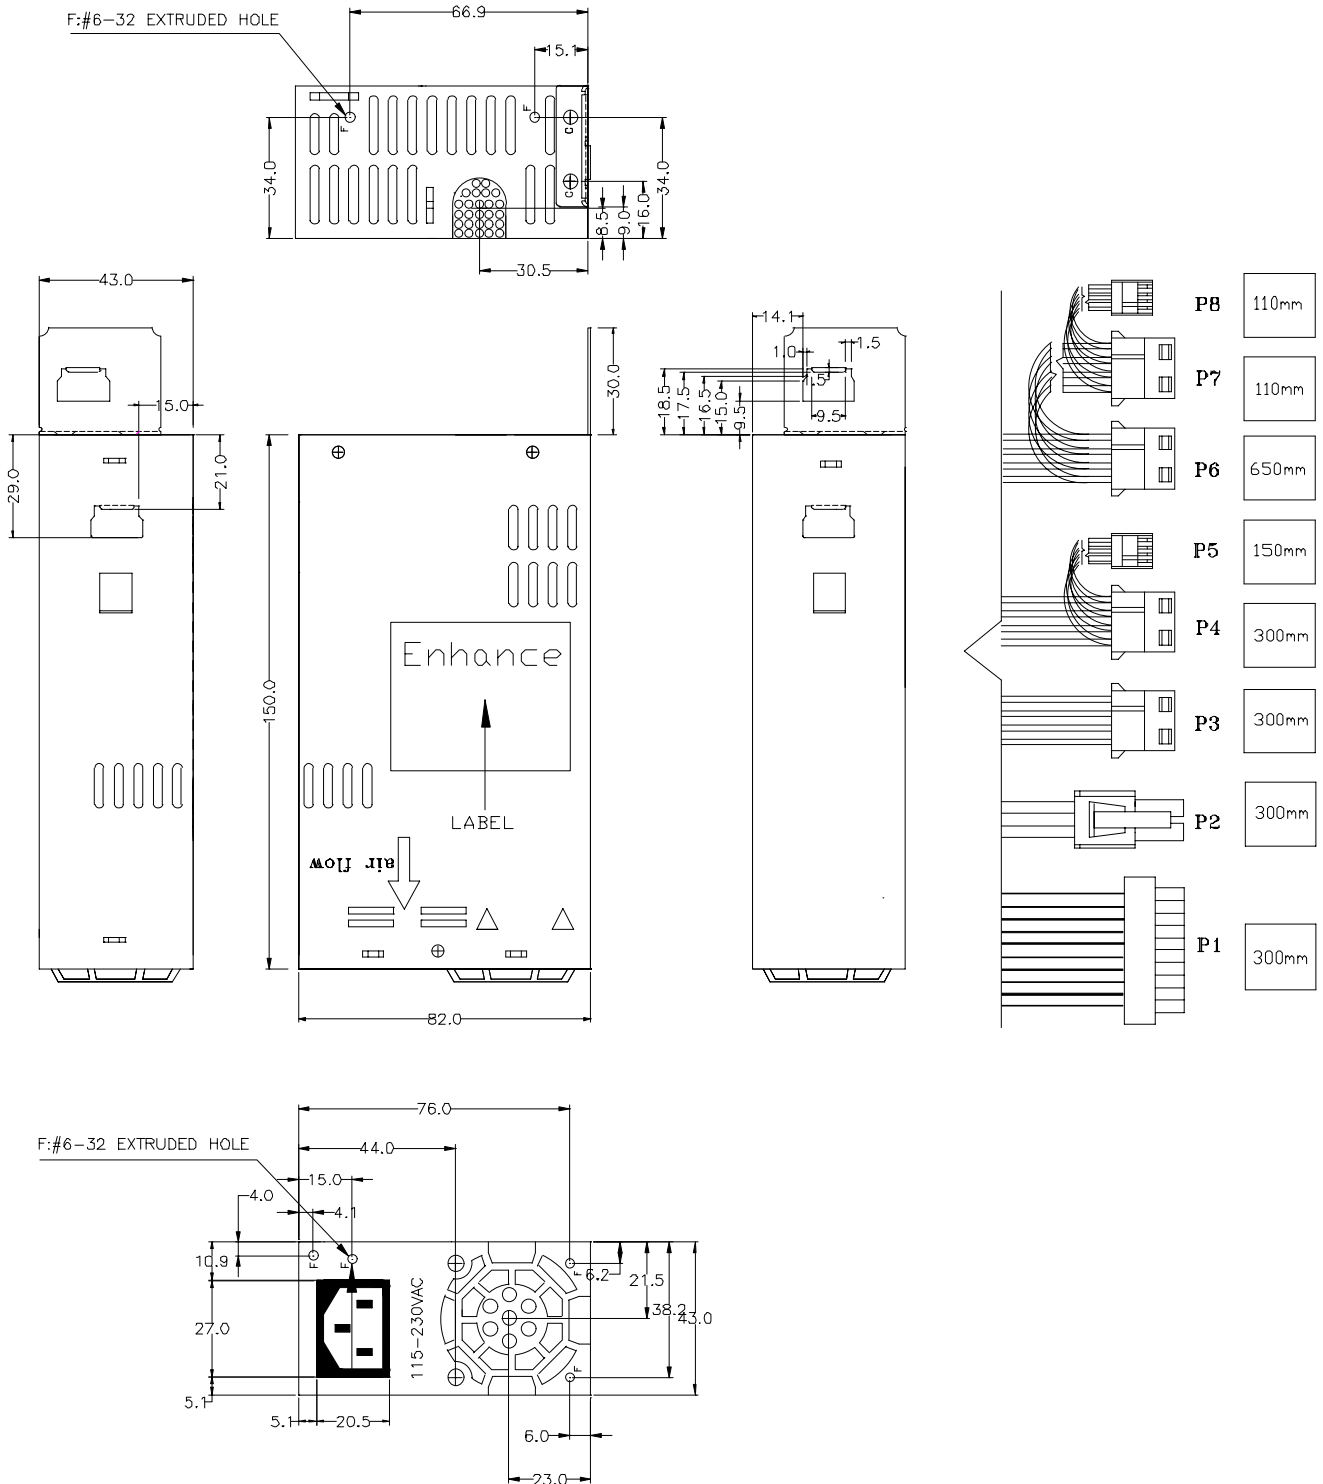 F:#6-32 EXTRUDED HOLE
66.9
15.1
F
F
C
C
34.0
34.0
16.0
8.5
9.0
30.5
43.0
15.0
29.0
21.0
30.0
150.0
Enhance
LABEL
air flow
82.0
14.1
1.0
1.5
1.5
18.5
17.5
16.5
15.0
9.5
9.5
P8 110mm
P7 110mm
P6 650mm
P5 150mm
P4 300mm
P3 300mm
P2 300mm
P1 300mm
76.0
F:#6-32 EXTRUDED HOLE
44.0
15.0
4.0
4.1
10.9
F
F
F
6.2
21.5
38.2
43.0
27.0
115-230VAC
F
5.1
5.1
20.5
6.0
23.0